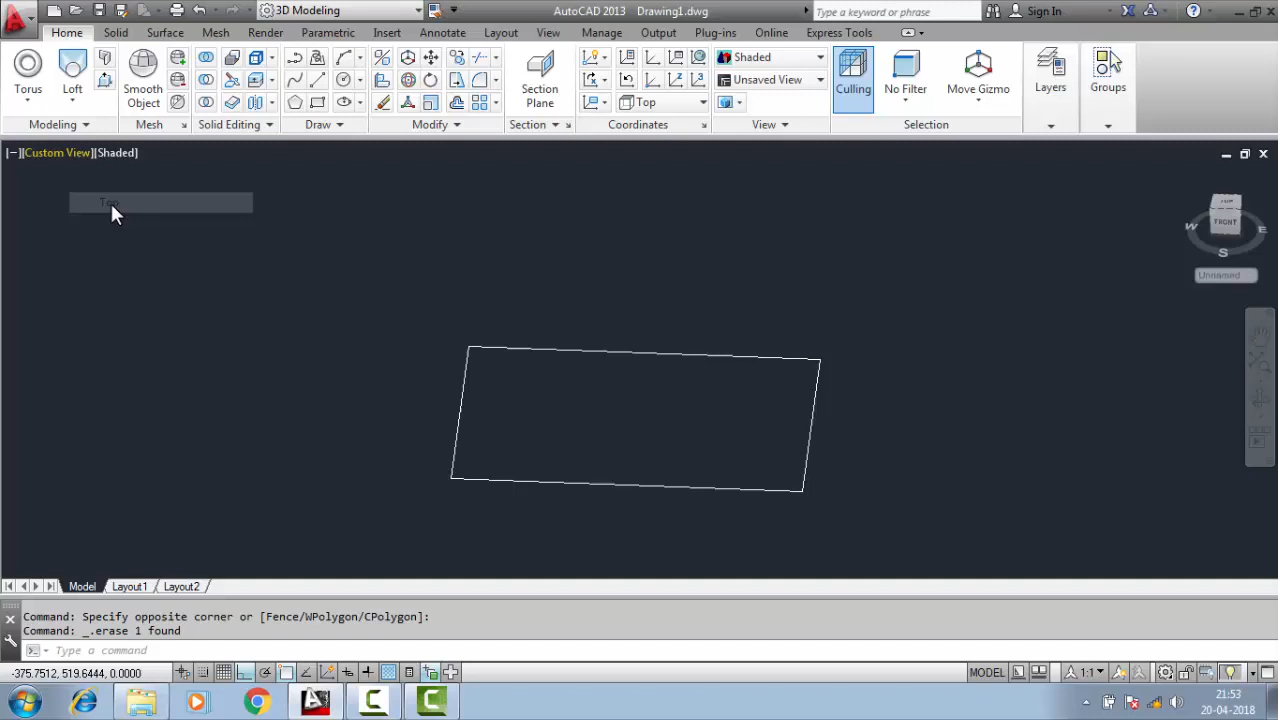 3D Modeling
AutoCAD 2013 Drawing1.dwg
Type a keyword or phrase
Sign In
Home Solid Surface Mesh Render Parametric Insert Annotate Layout View Manage Output Plug-ins Online Express Tools
Torus
Loft
Smooth
Object
Section
Plane
Shaded
Unsaved View
Top
Culling
No Filter
Move Gizmo
Layers
Groups
Modeling
Mesh
Solid Editing
Draw
Modify
Section
Coordinates
View
Selection
[−][Custom View][Shaded]
Top
TOP
FRONT
W
E
S
Unnamed
Model Layout1 Layout2
Command: Specify opposite corner or [Fence/WPolygon/CPolygon]:
Command: _.erase 1 found
Type a command
-375.7512, 519.6444, 0.0000
MODEL
1:1
21:53
20-04-2018